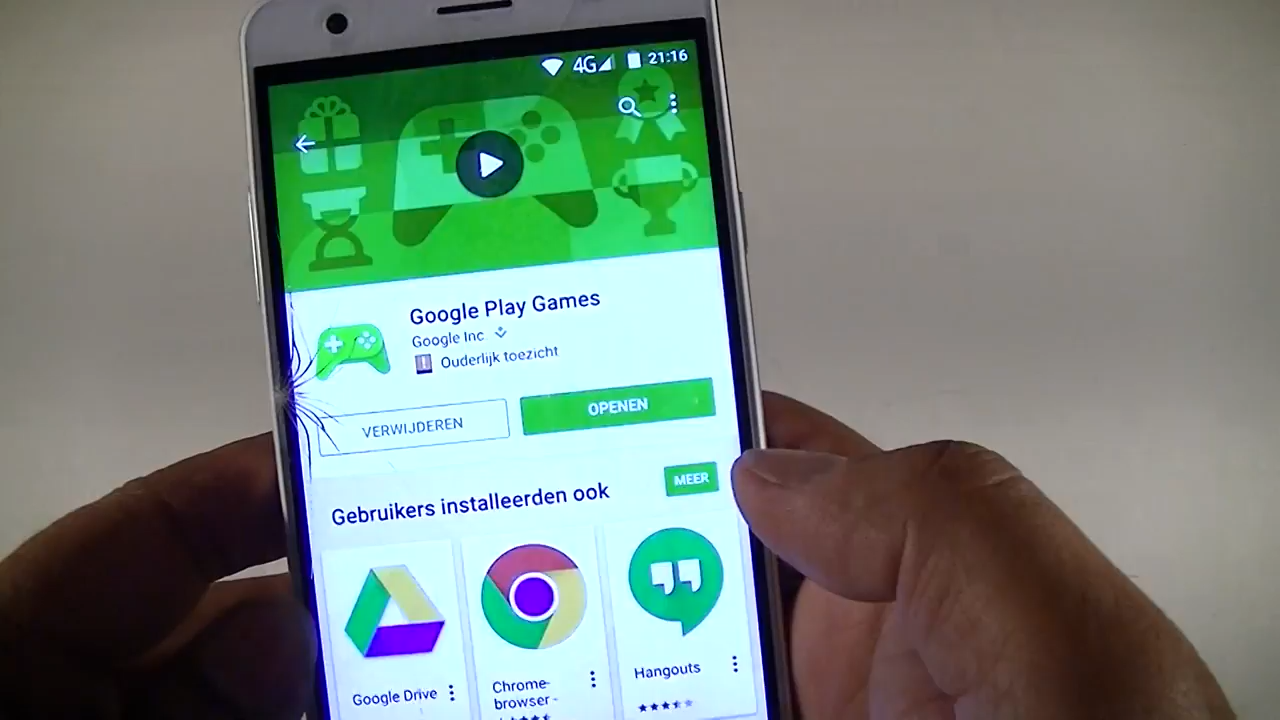 4G 21:16
Google Play Games
Google Inc.
Ouderlijk toezicht
VERWIJDEREN
OPENEN
Gebruikers installeerden ook
MEER
Google Drive
Chrome-
browser -
Hangouts